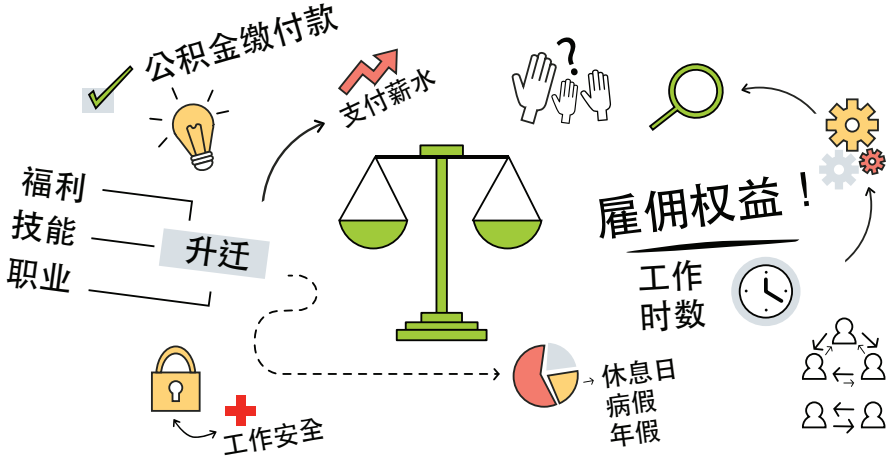 公积金缴付款
支付薪水
?
福利
技能
职业
升迁
雇佣权益！
工作
时数
休息日
病假
年假
工作安全